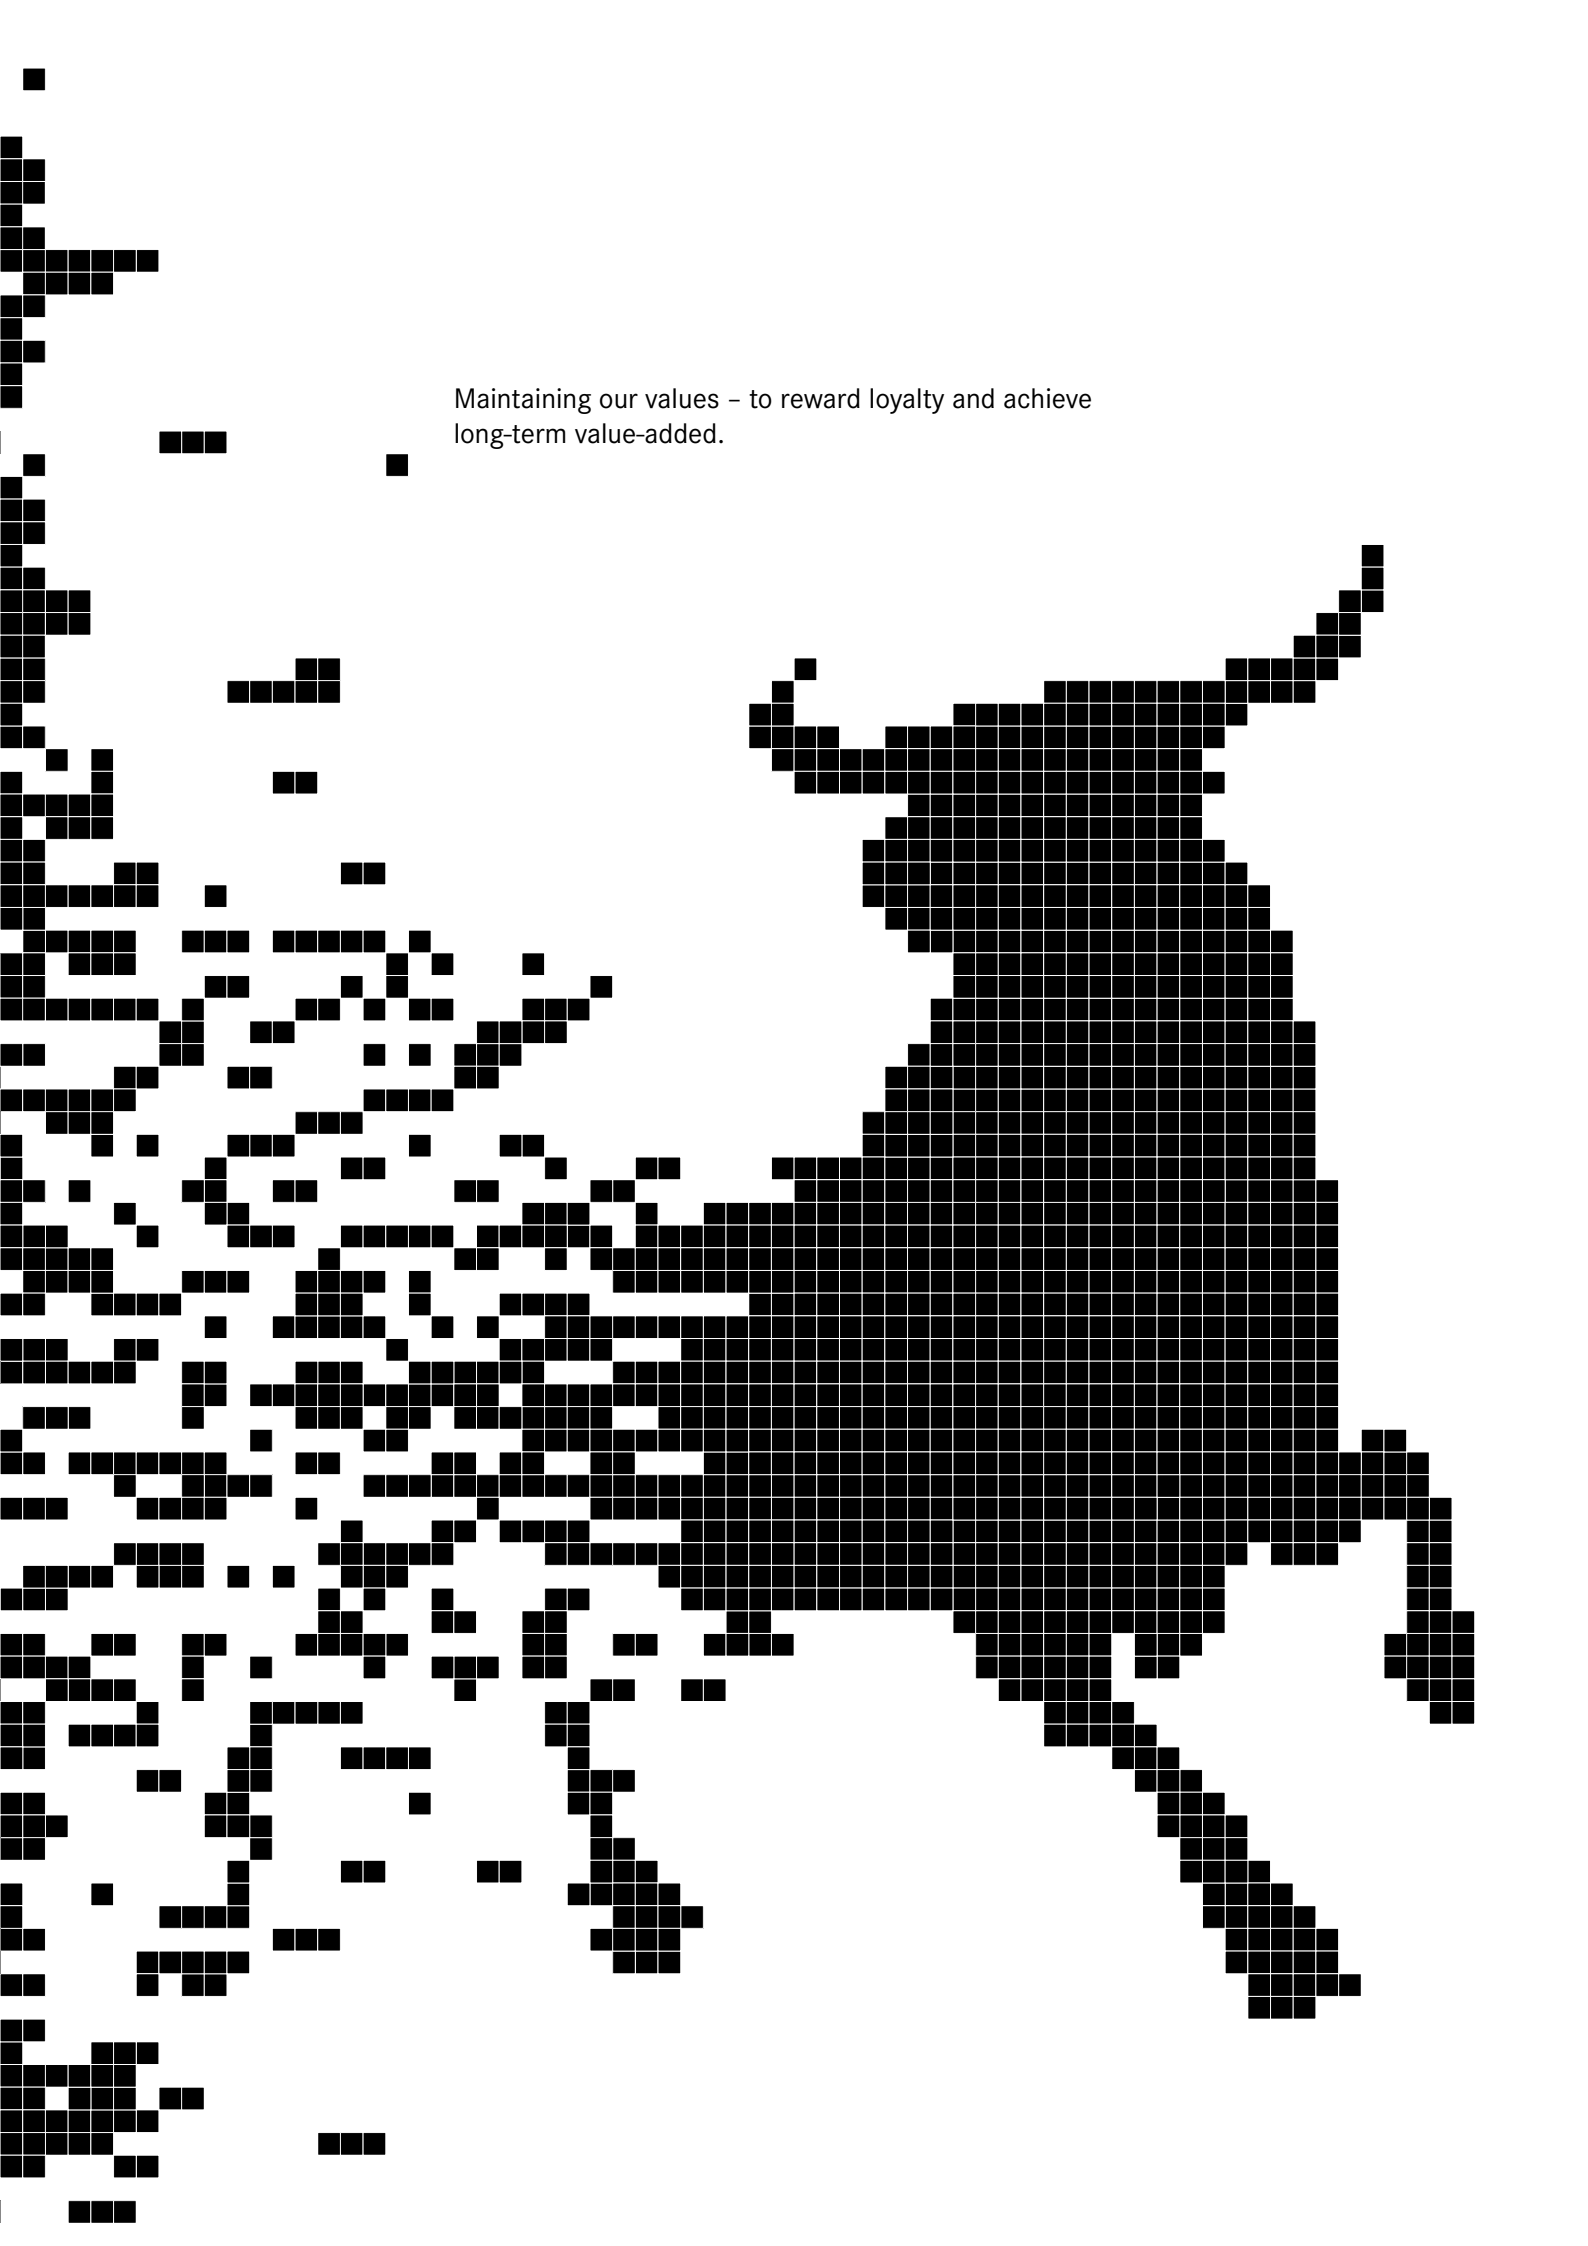 Maintaining our values – to reward loyalty and achieve
long-term value-added.